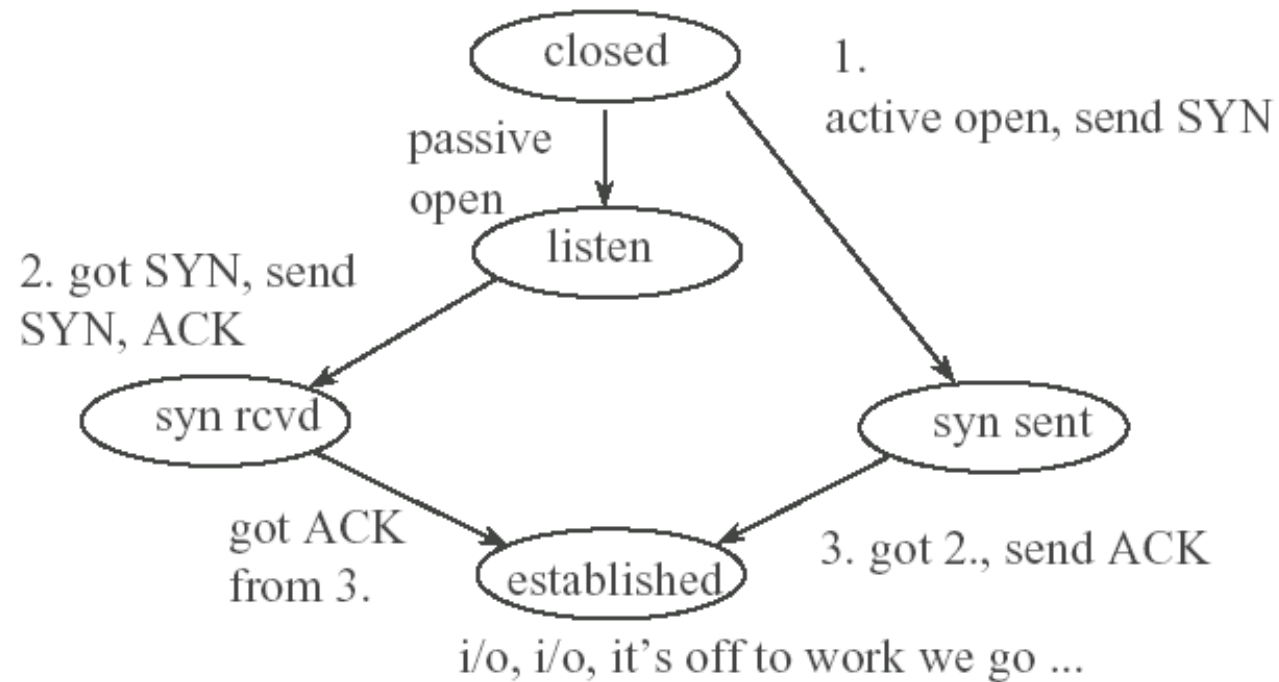 closed
1.
active open, send SYN
passive
open
listen
2. got SYN, send
SYN, ACK
syn rcvd
syn sent
got ACK
from 3.
3. got 2., send ACK
established
i/o, i/o, it's off to work we go ...